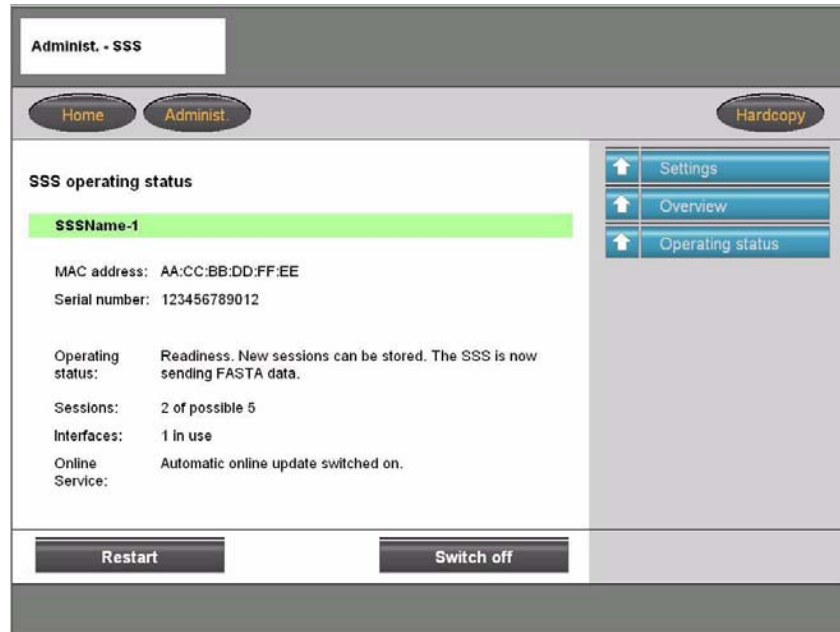 Administ. - SSS
Home
Administ.
Hardcopy
SSS operating status
SSSName-1
MAC address: AA:CC:BB:DD:FF:EE
Serial number: 123456789012
Operating status: Readiness. New sessions can be stored. The SSS is now
sending FASTA data.
Sessions: 2 of possible 5
Interfaces: 1 in use
Online Service: Automatic online update switched on.
Settings
Overview
Operating status
Restart
Switch off